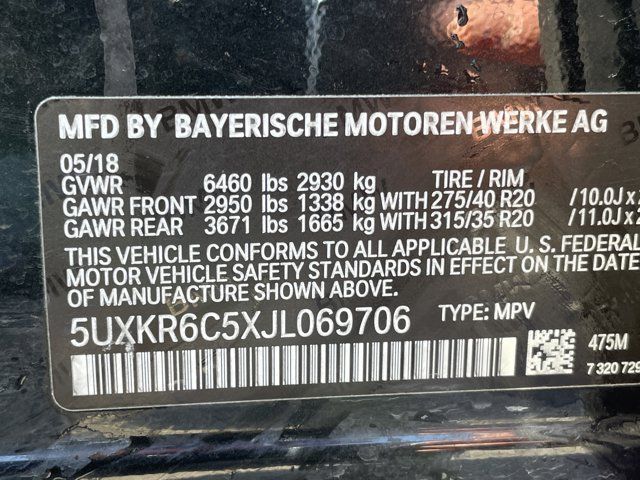 MFD BY BAYERISCHE MOTOREN WERKE AG
05/18
GVWR 6460 lbs 2930 kg TIRE / RIM
GAWR FRONT 2950 lbs 1338 kg WITH 275/40 R20 /10.0J x
GAWR REAR 3671 lbs 1665 kg WITH 315/35 R20 /11.0J x
THIS VEHICLE CONFORMS TO ALL APPLICABLE U.S. FEDERAL
MOTOR VEHICLE SAFETY STANDARDS IN EFFECT ON THE DATE
OF MANUFACTURE SHOWN ABOVE.
5UXKR6C5XJL069706 TYPE: MPV
475M
7 320 729